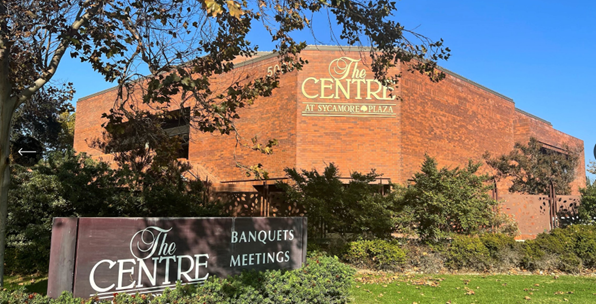 The
CENTRE
AT SYCAMORE PLAZA
The
CENTRE
BANQUETS
MEETINGS